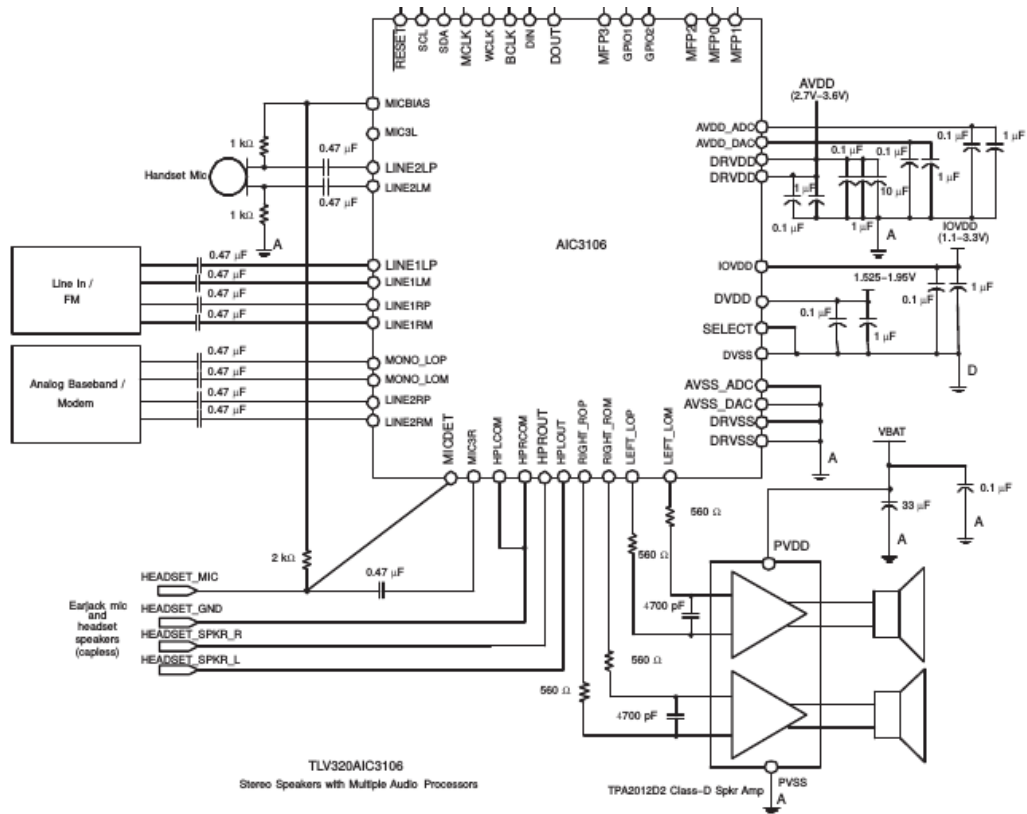 RESET
SCL
SDA
MCLK
WCLK
BCLK
DIN
DOUT
MFP3
GPIO1
GPIO2
MFP2
MFP0
MFP1
AVDD
(2.7V–3.6V)
MICBIAS
MIC3L
LINE2LP
LINE2LM
1 kΩ
0.47 μF
Handset Mic
0.47 μF
1 kΩ
A
AVDD_ADC
AVDD_DAC
DRVDD
DRVDD
0.1 μF
1 μF
0.1 μF
0.1 μF
1 μF
1 μF
10 μF
0.1 μF
1 μF
A
AIC3106
IOVDD
(1.1–3.3V)
Line In /
FM
0.47 μF
0.47 μF
0.47 μF
0.47 μF
LINE1LP
LINE1LM
LINE1RP
LINE1RM
IOVDD
1.525–1.95V
DVDD
0.1 μF
1 μF
0.1 μF
1 μF
SELECT
DVSS
D
Analog Baseband /
Modem
0.47 μF
0.47 μF
0.47 μF
0.47 μF
MONO_LOP
MONO_LOM
LINE2RP
LINE2RM
AVSS_ADC
AVSS_DAC
DRVSS
DRVSS
A
MICDET
MIC3R
HPLCOM
HPRCOM
HPROUT
HPLOUT
RIGHT_ROP
RIGHT_ROM
LEFT_LOP
LEFT_LOM
VBAT
33 μF
0.1 μF
A
A
560 Ω
560 Ω
PVDD
2 kΩ
0.47 μF
HEADSET_MIC
HEADSET_GND
HEADSET_SPKR_R
HEADSET_SPKR_L
Earjack mic
and
headset
speakers
(capless)
4700 pF
560 Ω
560 Ω
4700 pF
TLV320AIC3106
Stereo Speakers with Multiple Audio Processors
TPA2012D2 Class–D Spkr Amp
PVSS
A